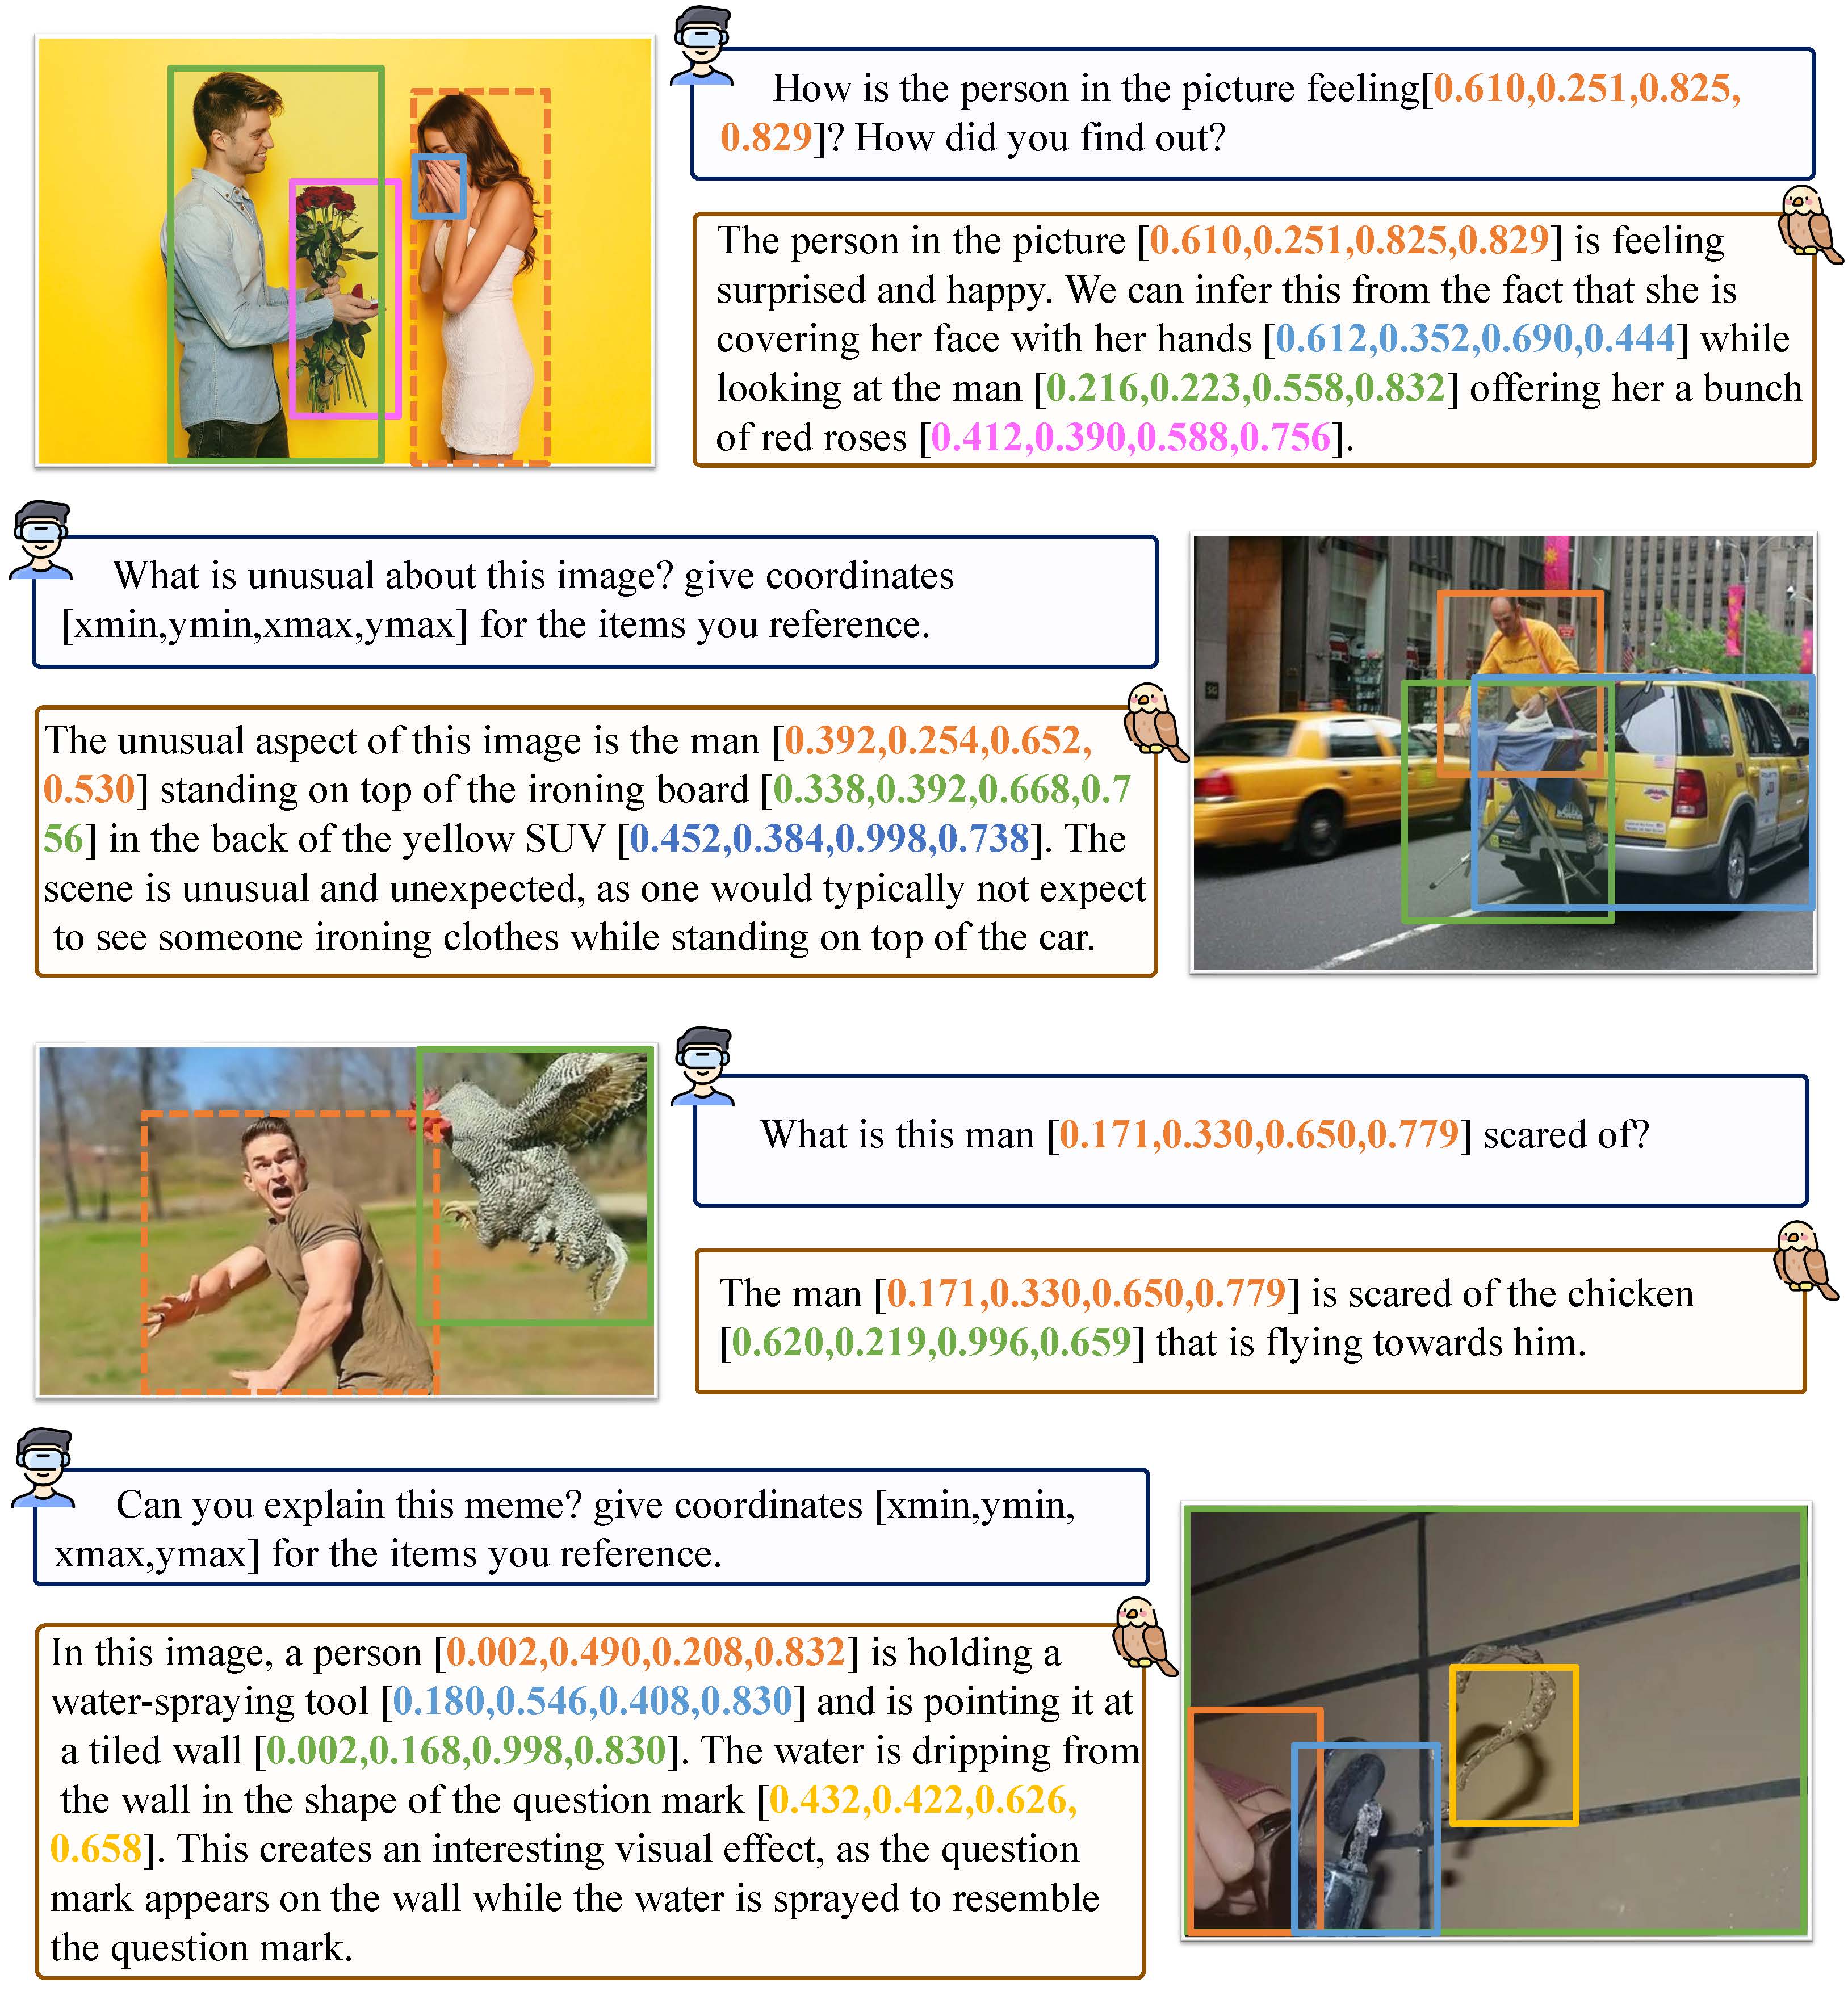 How is the person in the picture feeling[0.610,0.251,0.825,
0.829]? How did you find out?
The person in the picture [0.610,0.251,0.825,0.829] is feeling
surprised and happy. We can infer this from the fact that she is
covering her face with her hands [0.612,0.352,0.690,0.444] while
looking at the man [0.216,0.223,0.558,0.832] offering her a bunch
of red roses [0.412,0.390,0.588,0.756].
What is unusual about this image? give coordinates
[xmin,ymin,xmax,ymax] for the items you reference.
The unusual aspect of this image is the man [0.392,0.254,0.652,
0.530] standing on top of the ironing board [0.338,0.392,0.668,0.7
56] in the back of the yellow SUV [0.452,0.384,0.998,0.738]. The
scene is unusual and unexpected, as one would typically not expect
to see someone ironing clothes while standing on top of the car.
What is this man [0.171,0.330,0.650,0.779] scared of?
The man [0.171,0.330,0.650,0.779] is scared of the chicken
[0.620,0.219,0.996,0.659] that is flying towards him.
Can you explain this meme? give coordinates [xmin,ymin,
xmax,ymax] for the items you reference.
In this image, a person [0.002,0.490,0.208,0.832] is holding a
water-spraying tool [0.180,0.546,0.408,0.830] and is pointing it at
a tiled wall [0.002,0.168,0.998,0.830]. The water is dripping from
the wall in the shape of the question mark [0.432,0.422,0.626,
0.658]. This creates an interesting visual effect, as the question
mark appears on the wall while the water is sprayed to resemble
the question mark.